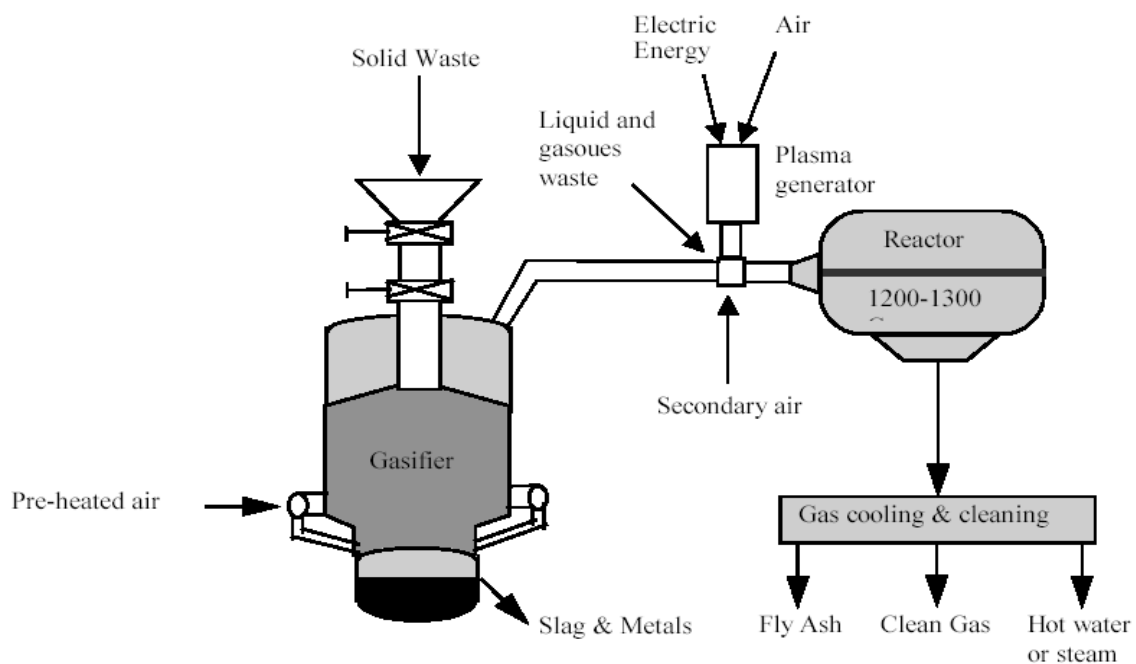 Electric
Energy
Air
Solid Waste
Liquid and
gasoues
waste
Plasma
generator
Reactor
1200-1300
Secondary air
Gasifier
Pre-heated air
Gas cooling & cleaning
Slag & Metals
Fly Ash
Clean Gas
Hot water
or steam